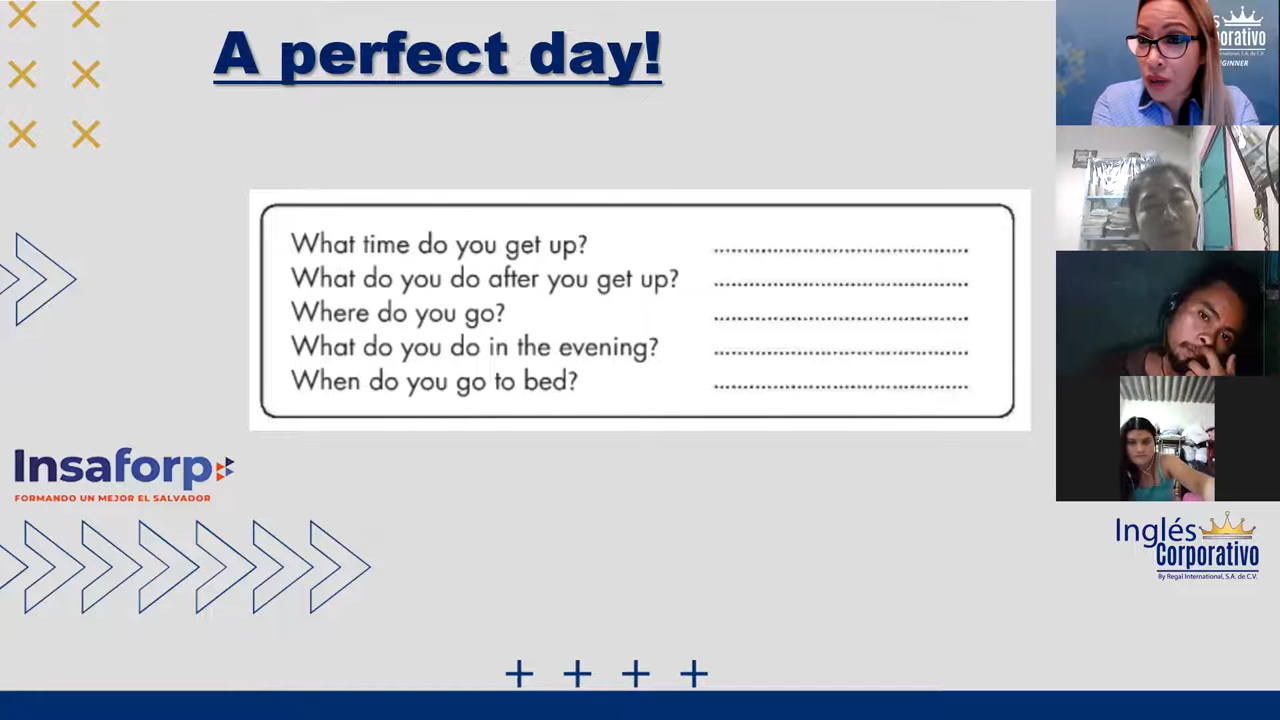 A perfect day!
What time do you get up? ........................................
What do you do after you get up? ........................................
Where do you go? ........................................
What do you do in the evening? ........................................
When do you go to bed? ........................................
Insaforp
FORMANDO UN MEJOR EL SALVADOR
Inglés
Corporativo
By Regal International, S.A. de C.V.